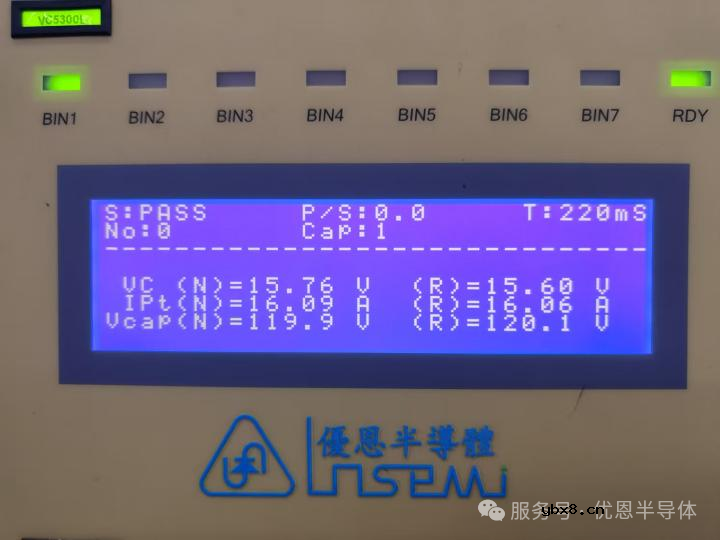 VC5300L
BIN1 BIN2 BIN3 BIN4 BIN5 BIN6 BIN7 RDY
S:PASS P/S:0.0 T:220mS
No:0 Cap:1
VC (N)=15.76 V (R)=15.60 V
IPt(N)=16.09 A (R)=16.06 A
Vcap(N)=119.9 V (R)=120.1 V
優恩半導體
UNSEMI
服务号·优恩半导体
ybx8.cn